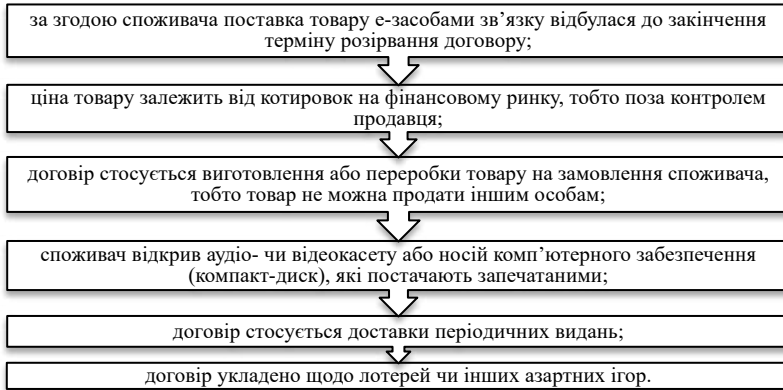 за згодою споживача поставка товару е-засобами зв’язку відбулася до закінчення
терміну розірвання договору;
ціна товару залежить від котировок на фінансовому ринку, тобто поза контролем
продавця;
договір стосується виготовлення або переробки товару на замовлення споживача,
тобто товар не можна продати іншим особам;
споживач відкрив аудіо- чи відеокасету або носій комп’ютерного забезпечення
(компакт-диск), які постачають запечатаними;
договір стосується доставки періодичних видань;
договір укладено щодо лотерей чи інших азартних ігор.